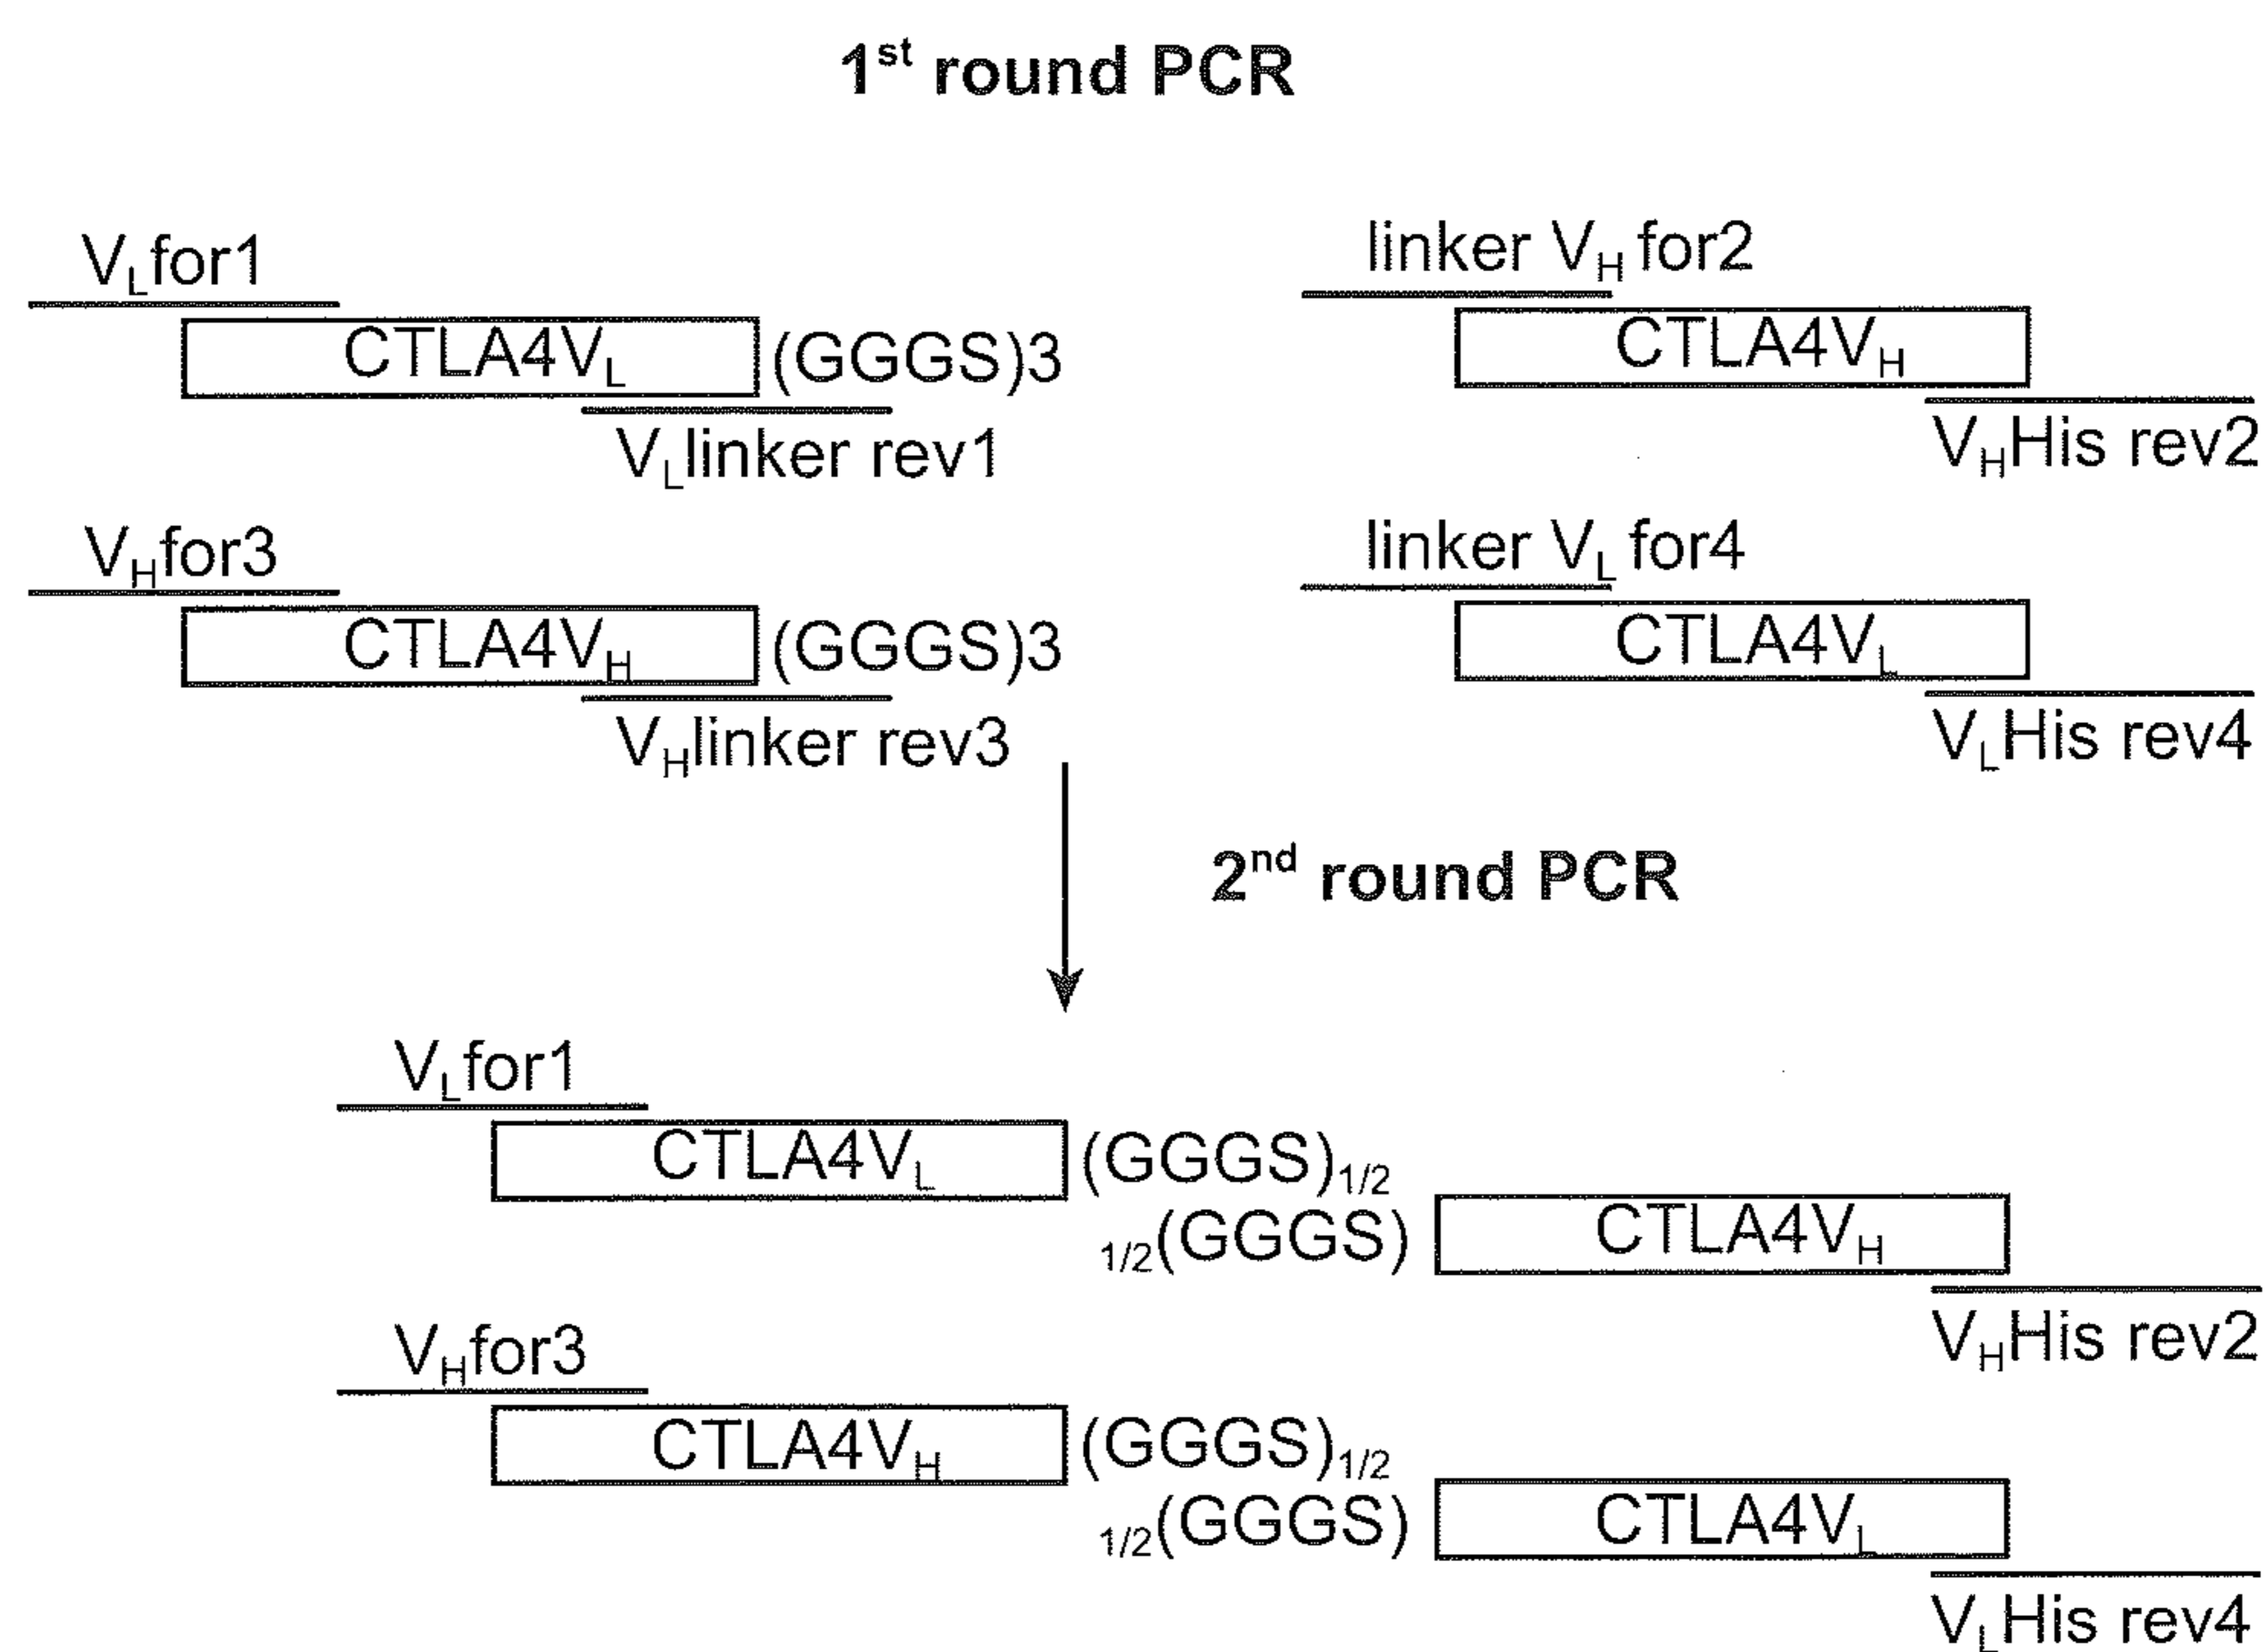 1st round PCR
VLfor1
linker VH for2
CTLA4VL (GGGS)3
CTLA4VH
VLlinker rev1
VHHis rev2
VHfor3
linker VL for4
CTLA4VH (GGGS)3
CTLA4VL
VHlinker rev3
VLHis rev4
2nd round PCR
VLfor1
CTLA4VL (GGGS)1/2
1/2(GGGS) CTLA4VH
VHHis rev2
VHfor3
CTLA4VH (GGGS)1/2
1/2(GGGS) CTLA4VL
VLHis rev4